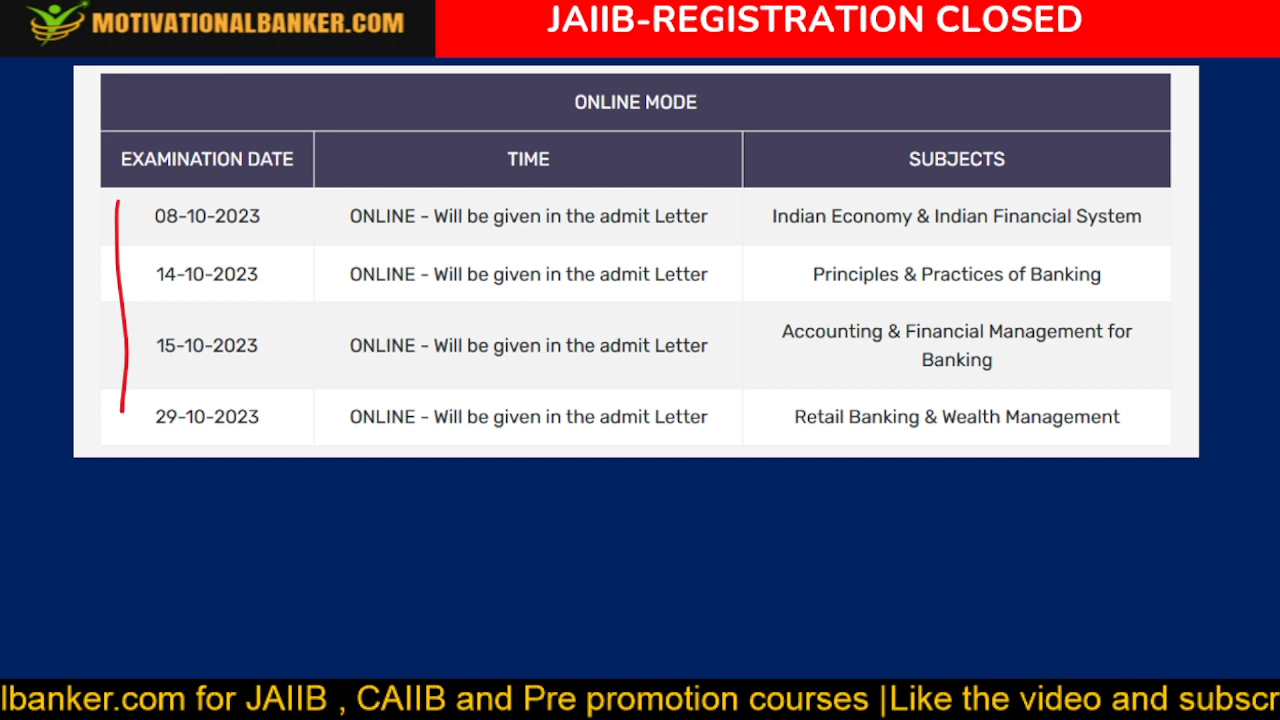 MOTIVATIONALBANKER.COM
JAIIB-REGISTRATION CLOSED
ONLINE MODE
EXAMINATION DATE TIME SUBJECTS
08-10-2023 ONLINE - Will be given in the admit Letter Indian Economy & Indian Financial System
14-10-2023 ONLINE - Will be given in the admit Letter Principles & Practices of Banking
15-10-2023 ONLINE - Will be given in the admit Letter Accounting & Financial Management for
Banking
29-10-2023 ONLINE - Will be given in the admit Letter Retail Banking & Wealth Management
lbanker.com for JAIIB , CAIIB and Pre promotion courses |Like the video and subscr